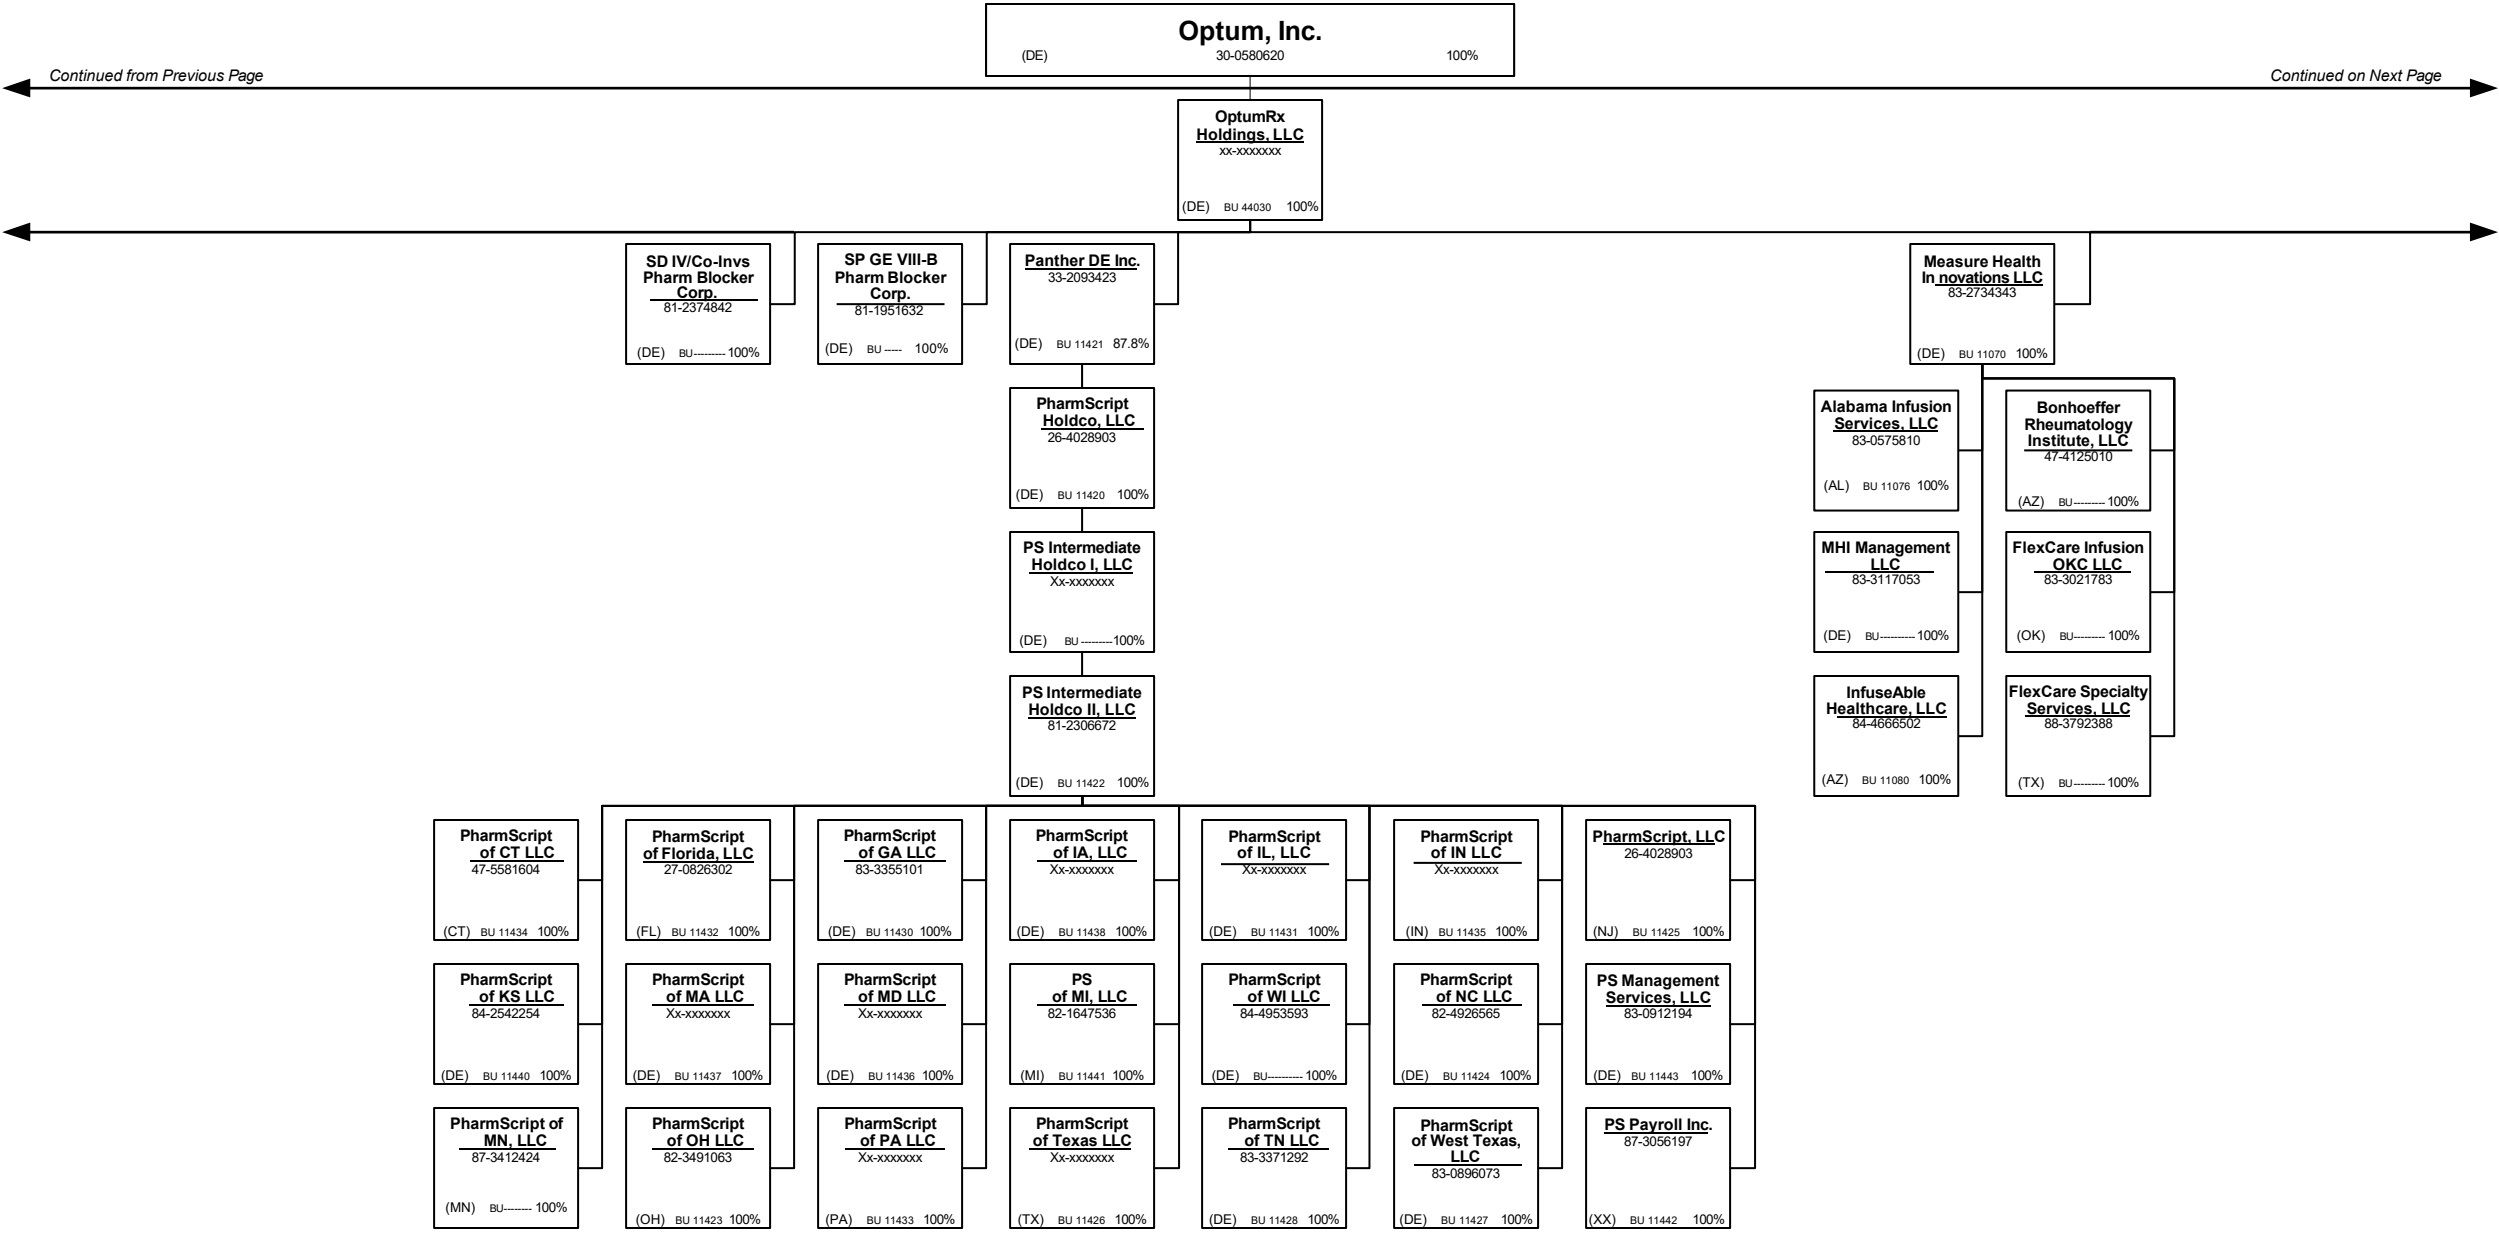 Optum, Inc.
(DE) 30-0580620 100%
Continued from Previous Page
Continued on Next Page
OptumRx
Holdings, LLC
xx-xxxxxxx
(DE) BU 44030 100%
SD IV/Co-Invs
Pharm Blocker
Corp.
81-2374842
(DE) BU--------- 100%
SP GE VIII-B
Pharm Blocker
Corp.
81-1951632
(DE) BU ----- 100%
Panther DE Inc.
33-2093423
(DE) BU 11421 87.8%
Measure Health
In novations LLC
83-2734343
(DE) BU 11070 100%
PharmScript
Holdco, LLC
26-4028903
(DE) BU 11420 100%
Alabama Infusion
Services, LLC
83-0575810
(AL) BU 11076 100%
Bonhoeffer
Rheumatology
Institute, LLC
47-4125010
(AZ) BU--------- 100%
PS Intermediate
Holdco I, LLC
Xx-xxxxxxx
(DE) BU ---------100%
MHI Management
LLC
83-3117053
(DE) BU---------- 100%
FlexCare Infusion
OKC LLC
83-3021783
(OK) BU--------- 100%
PS Intermediate
Holdco II, LLC
81-2306672
(DE) BU 11422 100%
InfuseAble
Healthcare, LLC
84-4666502
(AZ) BU 11080 100%
FlexCare Specialty
Services, LLC
88-3792388
(TX) BU--------- 100%
PharmScript
of CT LLC
47-5581604
(CT) BU 11434 100%
PharmScript
of Florida, LLC
27-0826302
(FL) BU 11432 100%
PharmScript
of GA LLC
83-3355101
(DE) BU 11430 100%
PharmScript
of IA, LLC
Xx-xxxxxxx
(DE) BU 11438 100%
PharmScript
of IL, LLC
Xx-xxxxxxx
(DE) BU 11431 100%
PharmScript
of IN LLC
Xx-xxxxxxx
(IN) BU 11435 100%
PharmScript, LLC
26-4028903
(NJ) BU 11425 100%
PharmScript
of KS LLC
84-2542254
(DE) BU 11440 100%
PharmScript
of MA LLC
Xx-xxxxxxx
(DE) BU 11437 100%
PharmScript
of MD LLC
Xx-xxxxxxx
(DE) BU 11436 100%
PS
of MI, LLC
82-1647536
(MI) BU 11441 100%
PharmScript
of WI LLC
84-4953593
(DE) BU---------- 100%
PharmScript
of NC LLC
82-4926565
(DE) BU 11424 100%
PS Management
Services, LLC
83-0912194
(DE) BU 11443 100%
PharmScript of
MN, LLC
87-3412424
(MN) BU-------- 100%
PharmScript
of OH LLC
82-3491063
(OH) BU 11423 100%
PharmScript
of PA LLC
Xx-xxxxxxx
(PA) BU 11433 100%
PharmScript
of Texas LLC
Xx-xxxxxxx
(TX) BU 11426 100%
PharmScript
of TN LLC
83-3371292
(DE) BU 11428 100%
PharmScript
of West Texas,
LLC
83-0896073
(DE) BU 11427 100%
PS Payroll Inc.
87-3056197
(XX) BU 11442 100%